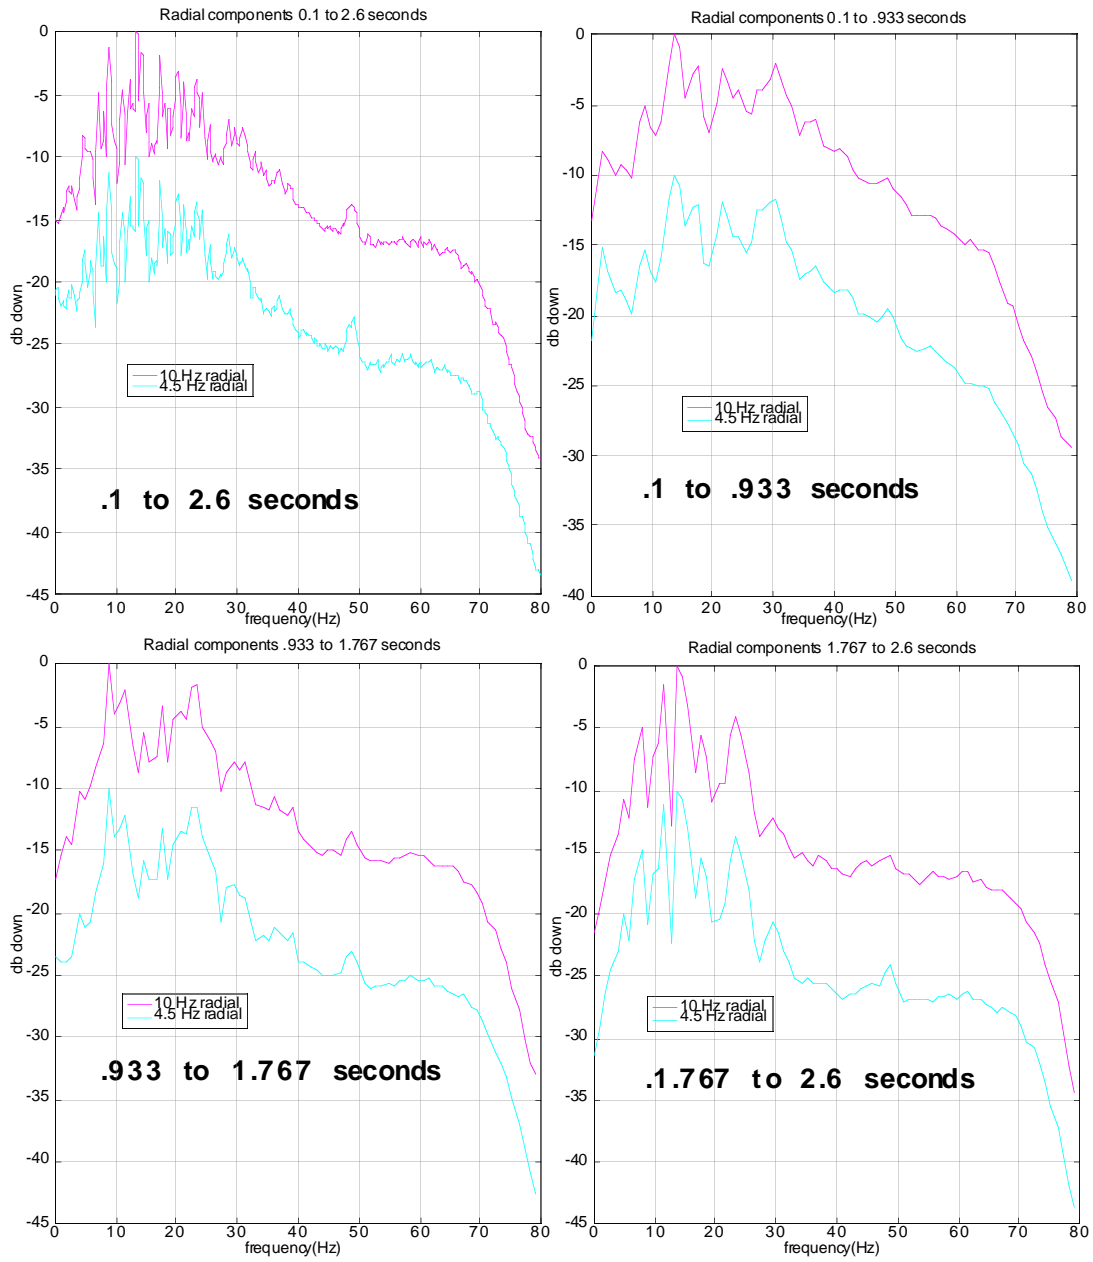 Radial components 0.1 to 2.6 seconds
0
-5
-10
-15
-20
-25
-30
-35
-40
-45
db down
10 Hz radial
4.5 Hz radial
.1 to 2.6 seconds
0 10 20 30 40 50 60 70 80
frequency(Hz)
Radial components 0.1 to .933 seconds
0
-5
-10
-15
-20
-25
-30
-35
-40
db down
10 Hz radial
4.5 Hz radial
.1 to .933 seconds
0 10 20 30 40 50 60 70 80
frequency(Hz)
Radial components .933 to 1.767 seconds
0
-5
-10
-15
-20
-25
-30
-35
-40
-45
db down
10 Hz radial
4.5 Hz radial
.933 to 1.767 seconds
0 10 20 30 40 50 60 70 80
frequency(Hz)
Radial components 1.767 to 2.6 seconds
0
-5
-10
-15
-20
-25
-30
-35
-40
-45
db down
10 Hz radial
4.5 Hz radial
.1.767 to 2.6 seconds
0 10 20 30 40 50 60 70 80
frequency(Hz)